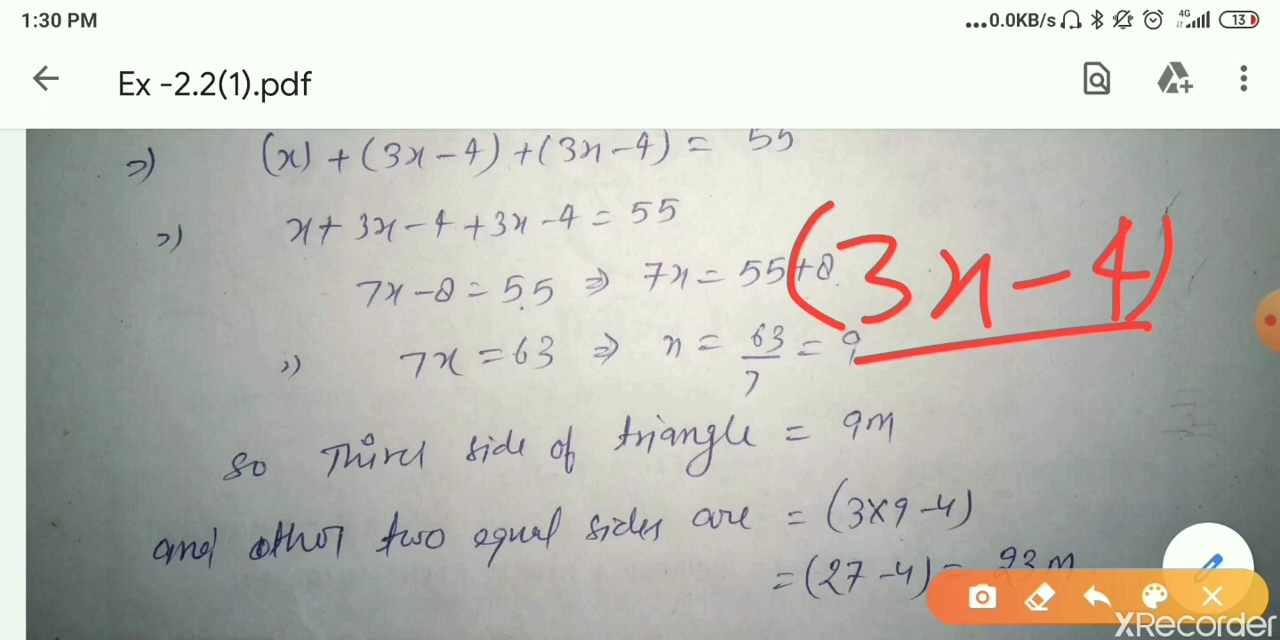 1:30 PM
...0.0KB/s 4G 13
Ex -2.2(1).pdf
=) (x) + (3x-4) + (3x-4) = 55
=) x + 3x - 4 + 3x - 4 = 55
7x - 8 = 55 => 7x = 55+8
(3x-4)
=) 7x = 63 => x = 63/7 = 9
So Third side of triangle = 9m
and other two equal sides are = (3x9-4)
= (27-4) = 23m
XRecorder